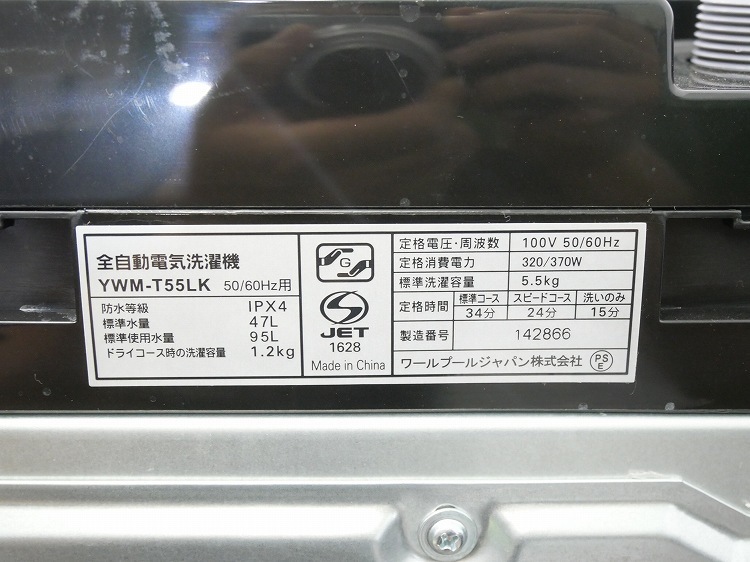 全自動電気洗濯機
YWM-T55LK 50/60Hz用
防水等級 IPX4
標準水量 47L
標準使用水量 95L
ドライコース時の洗濯容量 1.2kg
G
S
JET
1628
Made in China
定格電圧・周波数 100V 50/60Hz
定格消費電力 320/370W
標準洗濯容量 5.5kg
定格時間 標準コース スピードコース 洗いのみ
34分 24分 15分
製造番号 142866
ワールプールジャパン株式会社 PSE